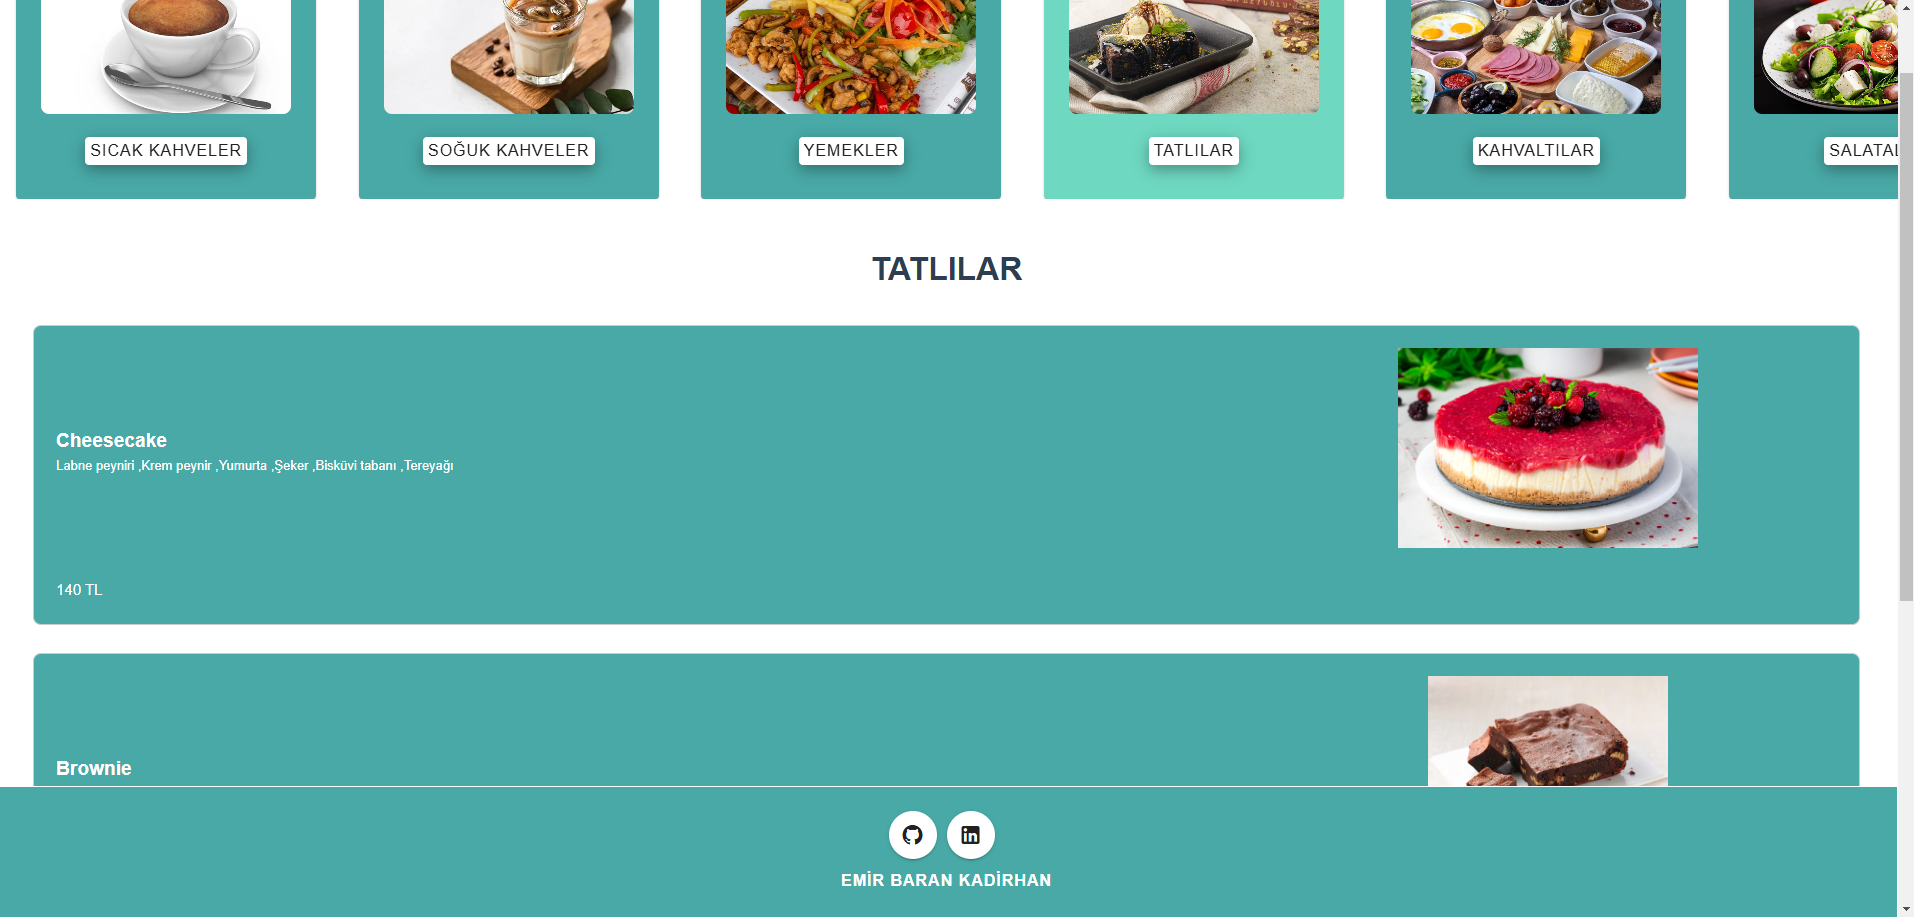 SICAK KAHVELER
SOĞUK KAHVELER
YEMEKLER
TATLILAR
KAHVALTILAR
SALATAL
TATLILAR
Cheesecake
Labne peyniri ,Krem peynir ,Yumurta ,Şeker ,Bisküvi tabanı ,Tereyağı
140 TL
Brownie
in
EMİR BARAN KADİRHAN